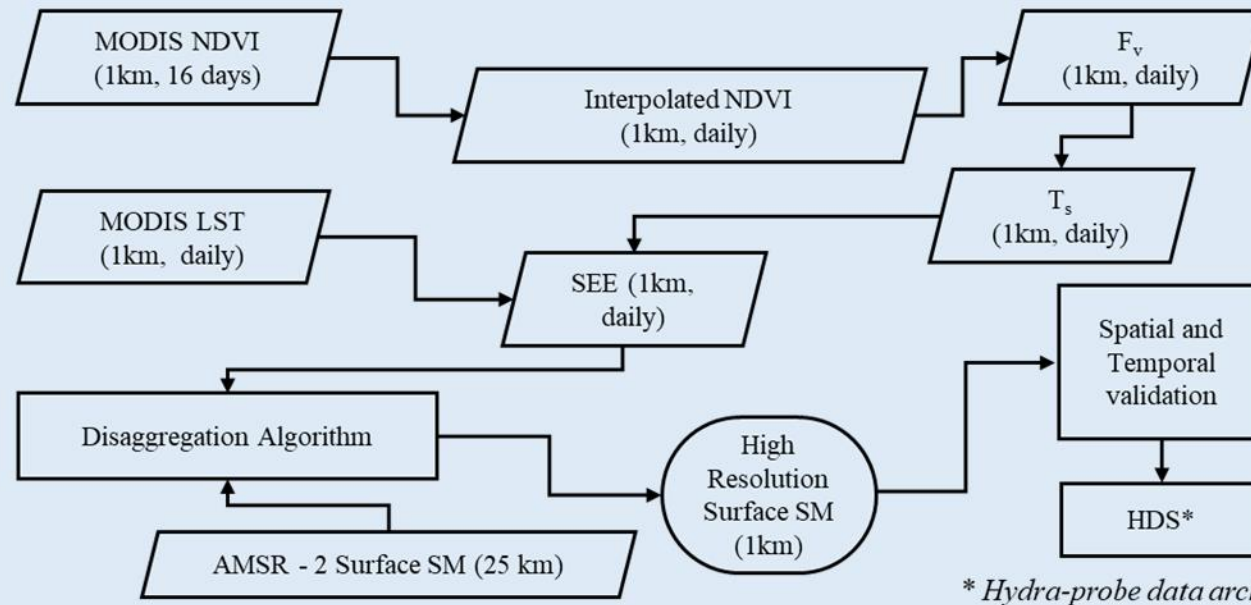 MODIS NDVI
(1km, 16 days)
Interpolated NDVI
(1km, daily)
Fv
(1km, daily)
Ts
(1km, daily)
MODIS LST
(1km, daily)
SEE (1km,
daily)
Disaggregation Algorithm
AMSR - 2 Surface SM (25 km)
High
Resolution
Surface SM
(1km)
Spatial and
Temporal
validation
HDS*
* Hydra-probe data